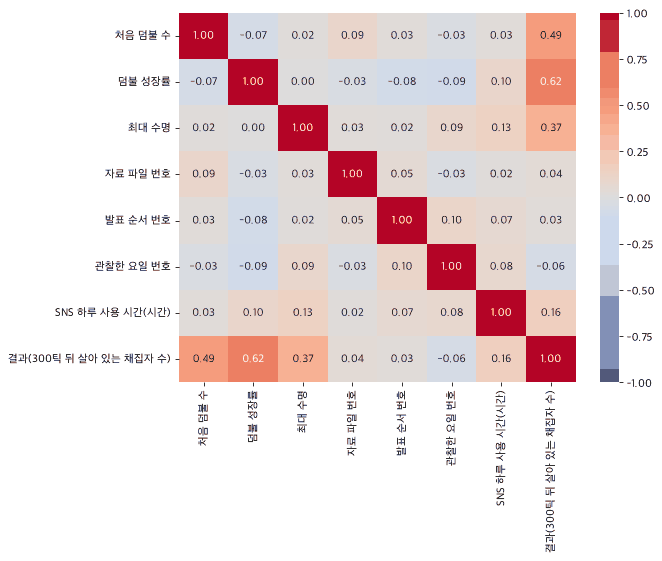 처음 덤불 수 1.00 -0.07 0.02 0.09 0.03 -0.03 0.03 0.49
덤불 성장률 -0.07 1.00 0.00 -0.03 -0.08 -0.09 0.10 0.62
최대 수명 0.02 0.00 1.00 0.03 0.02 0.09 0.13 0.37
자료 파일 번호 0.09 -0.03 0.03 1.00 0.05 -0.03 0.02 0.04
발표 순서 번호 0.03 -0.08 0.02 0.05 1.00 0.10 0.07 0.03
관찰한 요일 번호 -0.03 -0.09 0.09 -0.03 0.10 1.00 0.08 -0.06
SNS 하루 사용 시간(시간) 0.03 0.10 0.13 0.02 0.07 0.08 1.00 0.16
결과(300틱 뒤 살아 있는 채집자 수) 0.49 0.62 0.37 0.04 0.03 -0.06 0.16 1.00
처음 덤불 수
덤불 성장률
최대 수명
자료 파일 번호
발표 순서 번호
관찰한 요일 번호
SNS 하루 사용 시간(시간)
결과(300틱 뒤 살아 있는 채집자 수)
1.00
0.75
0.50
0.25
0.00
-0.25
-0.50
-0.75
-1.00